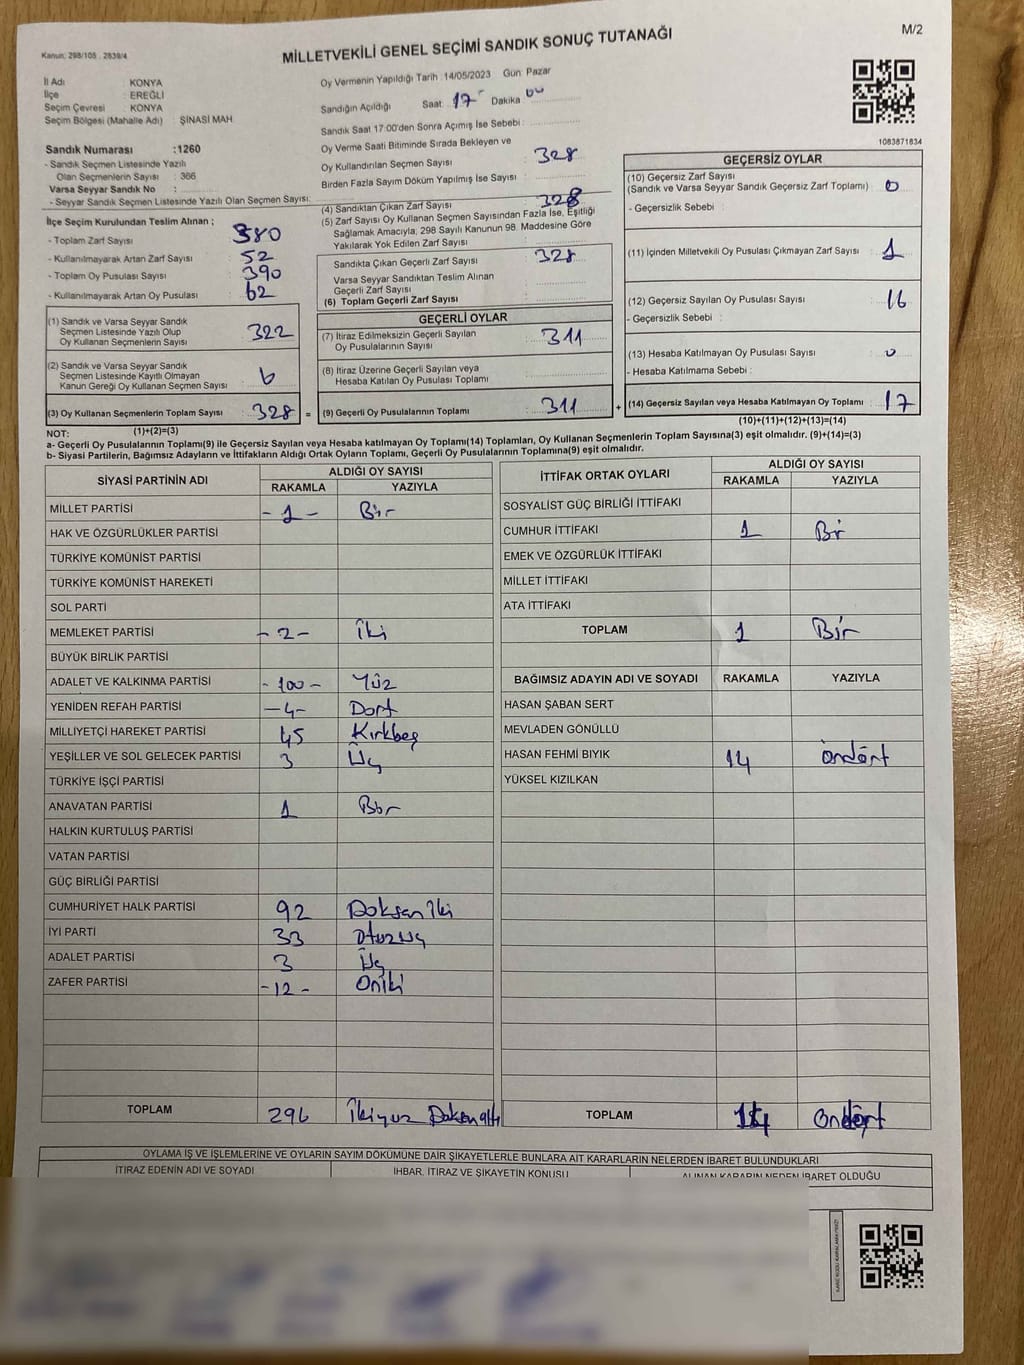 M/2
Kanun: 298/105 . 2839/4
MİLLETVEKİLİ GENEL SEÇİMİ SANDIK SONUÇ TUTANAĞI
İl Adı : KONYA
İlçe : EREĞLİ
Seçim Çevresi : KONYA
Seçim Bölgesi (Mahalle Adı) : ŞİNASİ MAH
Sandık Numarası :1260
- Sandık Seçmen Listesinde Yazılı
Olan Seçmenlerin Sayısı : 366
Varsa Seyyar Sandık No :
- Seyyar Sandık Seçmen Listesinde Yazılı Olan Seçmen Sayısı:
İlçe Seçim Kurulundan Teslim Alınan ;
- Toplam Zarf Sayısı 380
- Kullanılmayarak Artan Zarf Sayısı 52
- Toplam Oy Pusulası Sayısı 390
- Kullanılmayarak Artan Oy Pusulası 62
(1) Sandık ve Varsa Seyyar Sandık
Seçmen Listesinde Yazılı Olup
Oy Kullanan Seçmenlerin Sayısı 322
(2) Sandık ve Varsa Seyyar Sandık
Seçmen Listesinde Kayıtlı Olmayan
Kanun Gereği Oy Kullanan Seçmen Sayısı 6
(3) Oy Kullanan Seçmenlerin Toplam Sayısı 328 =
(1)+(2)=(3)
Oy Vermenin Yapıldığı Tarih :14/05/2023 Gün: Pazar
Sandığın Açıldığı Saat: 17 Dakika 00
Sandık Saat 17:00'den Sonra Açımış İse Sebebi :
Oy Verme Saati Bitiminde Sırada Bekleyen ve
Oy Kullandırılan Seçmen Sayısı : 328
Birden Fazla Sayım Döküm Yapılmış İse Sayısı :
(4) Sandıktan Çıkan Zarf Sayısı : 328
(5) Zarf Sayısı Oy Kullanan Seçmen Sayısından Fazla İse, Eşitliği
Sağlamak Amacıyla; 298 Sayılı Kanunun 98. Maddesine Göre
Yakılarak Yok Edilen Zarf Sayısı :
Sandıkta Çıkan Geçerli Zarf Sayısı : 328
Varsa Seyyar Sandıktan Teslim Alınan
Geçerli Zarf Sayısı
(6) Toplam Geçerli Zarf Sayısı
GEÇERLİ OYLAR
(7) İtiraz Edilmeksizin Geçerli Sayılan
Oy Pusulalarının Sayısı : 311
(8) İtiraz Üzerine Geçerli Sayılan veya
Hesaba Katılan Oy Pusulası Toplamı
(9) Geçerli Oy Pusulalarının Toplamı : 311 +
1083871834
GEÇERSİZ OYLAR
(10) Geçersiz Zarf Sayısı
(Sandık ve Varsa Seyyar Sandık Geçersiz Zarf Toplamı) : 0
- Geçersizlik Sebebi :
(11) İçinden Milletvekili Oy Pusulası Çıkmayan Zarf Sayısı : 1
(12) Geçersiz Sayılan Oy Pusulası Sayısı : 16
- Geçersizlik Sebebi :
(13) Hesaba Katılmayan Oy Pusulası Sayısı : 0
- Hesaba Katılmama Sebebi :
(14) Geçersiz Sayılan veya Hesaba Katılmayan Oy Toplamı : 17
(10)+(11)+(12)+(13)=(14)
NOT:
a- Geçerli Oy Pusulalarının Toplamı(9) ile Geçersiz Sayılan veya Hesaba katılmayan Oy Toplamı(14) Toplamları, Oy Kullanan Seçmenlerin Toplam Sayısına(3) eşit olmalıdır. (9)+(14)=(3)
b- Siyasi Partilerin, Bağımsız Adayların ve İttifakların Aldığı Ortak Oyların Toplamı, Geçerli Oy Pusulalarının Toplamına(9) eşit olmalıdır.
SİYASİ PARTİNİN ADI ALDIĞI OY SAYISI
RAKAMLA YAZIYLA
MİLLET PARTİSİ - 1 - Bir
HAK VE ÖZGÜRLÜKLER PARTİSİ
TÜRKİYE KOMÜNİST PARTİSİ
TÜRKİYE KOMÜNİST HAREKETİ
SOL PARTİ
MEMLEKET PARTİSİ - 2 - İki
BÜYÜK BİRLİK PARTİSİ
ADALET VE KALKINMA PARTİSİ - 100 - Yüz
YENİDEN REFAH PARTİSİ - 4 - Dort
MİLLİYETÇİ HAREKET PARTİSİ 45 Kırkbeş
YEŞİLLER VE SOL GELECEK PARTİSİ 3 Üç
TÜRKİYE İŞÇİ PARTİSİ
ANAVATAN PARTİSİ 1 Bir
HALKIN KURTULUŞ PARTİSİ
VATAN PARTİSİ
GÜÇ BİRLİĞİ PARTİSİ
CUMHURİYET HALK PARTİSİ 92 Doksan iki
İYİ PARTİ 33 Otuzüç
ADALET PARTİSİ 3 Üç
ZAFER PARTİSİ - 12 - Oniki
TOPLAM 296 İkiyuz Doksan altı
İTTİFAK ORTAK OYLARI ALDIĞI OY SAYISI
RAKAMLA YAZIYLA
SOSYALİST GÜÇ BİRLİĞİ İTTİFAKI
CUMHUR İTTİFAKI 1 Bir
EMEK VE ÖZGÜRLÜK İTTİFAKI
MİLLET İTTİFAKI
ATA İTTİFAKI
TOPLAM 1 Bir
BAĞIMSIZ ADAYIN ADI VE SOYADI RAKAMLA YAZIYLA
HASAN ŞABAN SERT
MEVLADEN GÖNÜLLÜ
HASAN FEHMİ BIYIK 14 ondört
YÜKSEL KIZILKAN
TOPLAM 14 ondört
OYLAMA İŞ VE İŞLEMLERİNE VE OYLARIN SAYIM DÖKÜMÜNE DAİR ŞİKAYETLERLE BUNLARA AİT KARARLARIN NELERDEN İBARET BULUNDUKLARI
İTİRAZ EDENİN ADI VE SOYADI İHBAR, İTİRAZ VE ŞİKAYETİN KONUSU ALINAN KARARIN NEDEN İBARET OLDUĞU